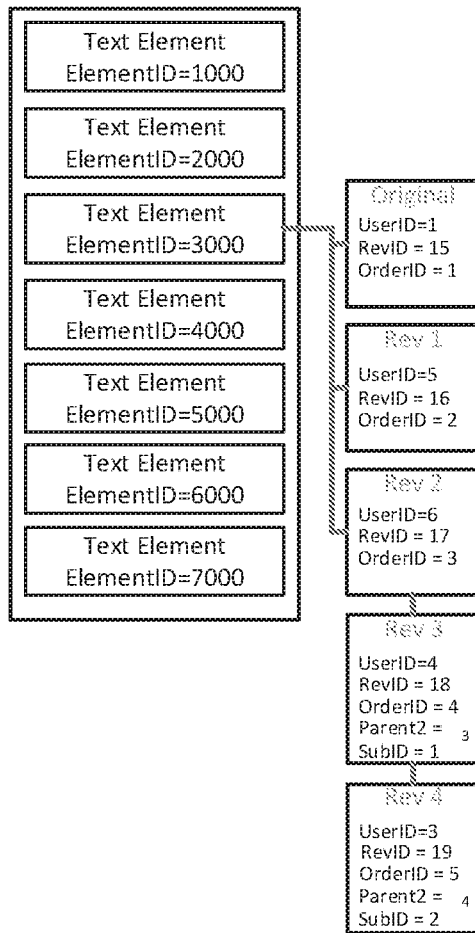 Text Element
ElementID=1000
Text Element
ElementID=2000
Text Element
ElementID=3000
Text Element
ElementID=4000
Text Element
ElementID=5000
Text Element
ElementID=6000
Text Element
ElementID=7000
Original
UserID=1
RevID = 15
OrderID = 1
Rev 1
UserID=5
RevID = 16
OrderID = 2
Rev 2
UserID=6
RevID = 17
OrderID = 3
Rev 3
UserID=4
RevID = 18
OrderID = 4
Parent2 = 3
SubID = 1
Rev 4
UserID=3
RevID = 19
OrderID = 5
Parent2 = 4
SubID = 2